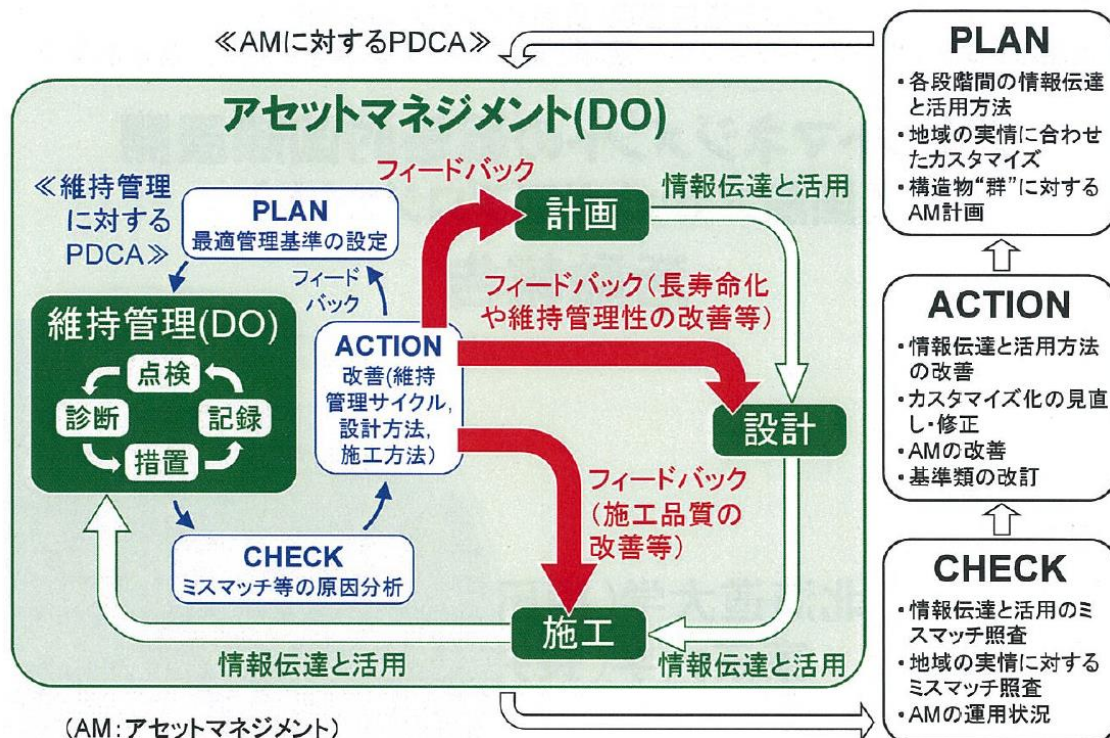 ≪AMに対するPDCA≫
アセットマネジメント(DO)
≪維持管理
に対する
PDCA≫
PLAN
最適管理基準の設定
フィード
バック
維持管理(DO)
点検
診断
記録
措置
ACTION
改善(維持
管理サイクル,
設計方法,
施工方法)
CHECK
ミスマッチ等の原因分析
フィードバック
計画
情報伝達と活用
フィードバック(長寿命化
や維持管理性の改善等)
設計
フィードバック
(施工品質の
改善等)
施工
情報伝達と活用
情報伝達と活用
(AM:アセットマネジメント)
PLAN
・各段階間の情報伝達
と活用方法
・地域の実情に合わせ
たカスタマイズ
・構造物“群”に対する
AM計画
ACTION
・情報伝達と活用方法
の改善
・カスタマイズ化の見直
し・修正
・AMの改善
・基準類の改訂
CHECK
・情報伝達と活用のミ
スマッチ照査
・地域の実情に対する
ミスマッチ照査
・AMの運用状況